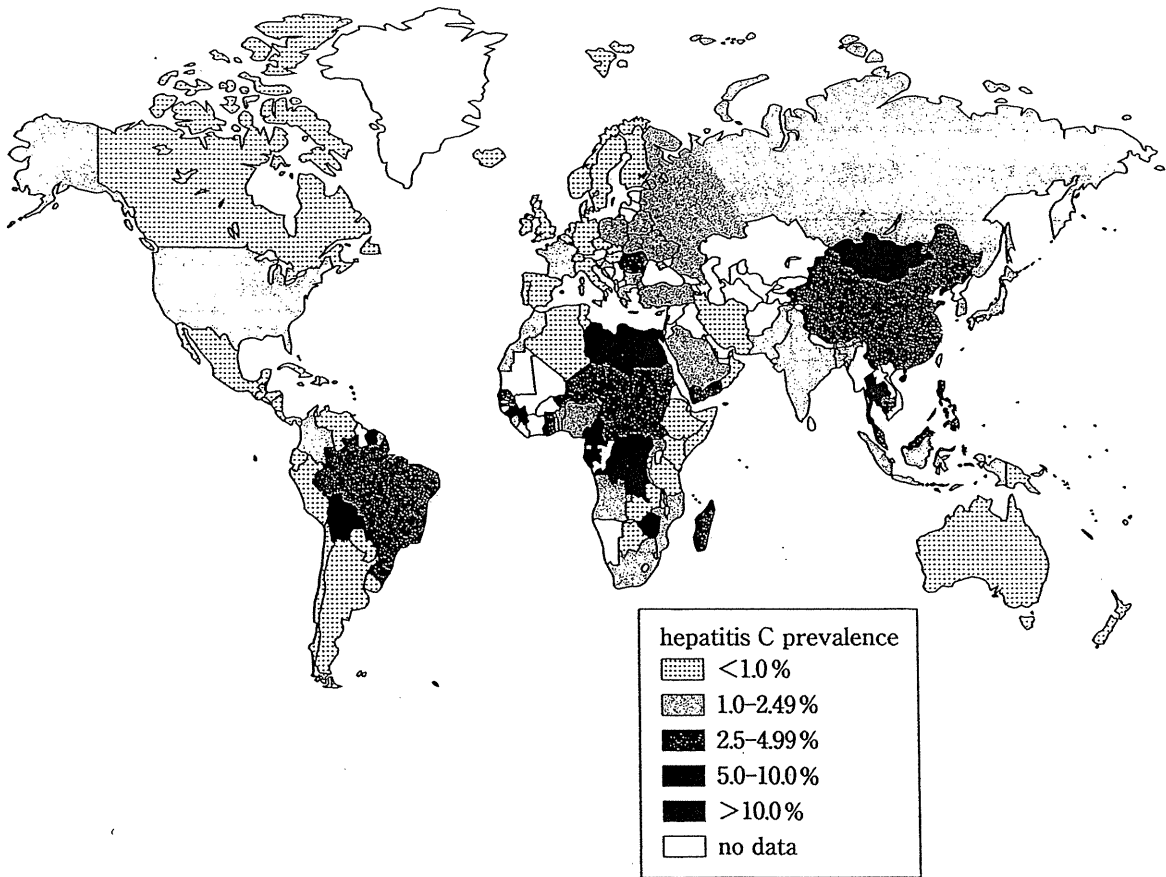 hepatitis C prevalence
<1.0%
1.0–2.49%
2.5–4.99%
5.0–10.0%
>10.0%
no data